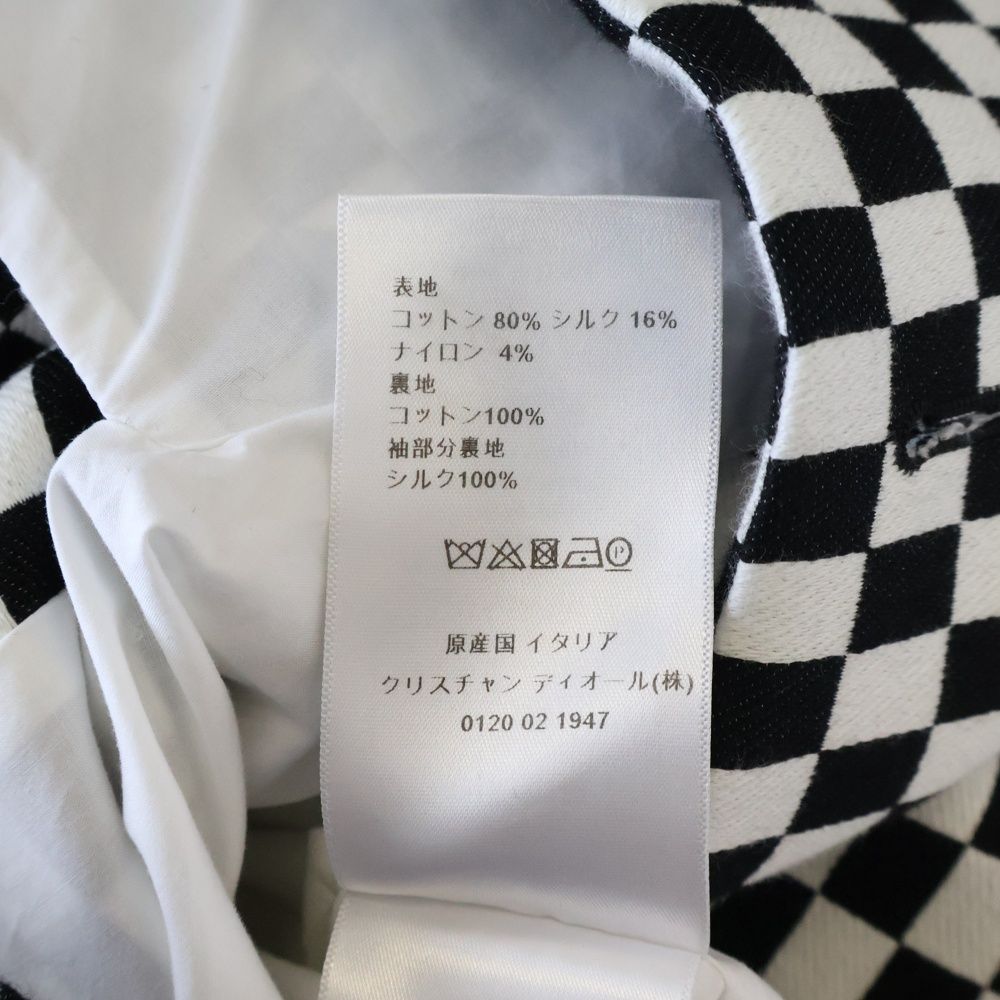 表地
コットン 80% シルク 16%
ナイロン 4%
裏地
コットン100%
袖部分裏地
シルク100%
P
原産国 イタリア
クリスチャン ディオール(株)
0120 02 1947